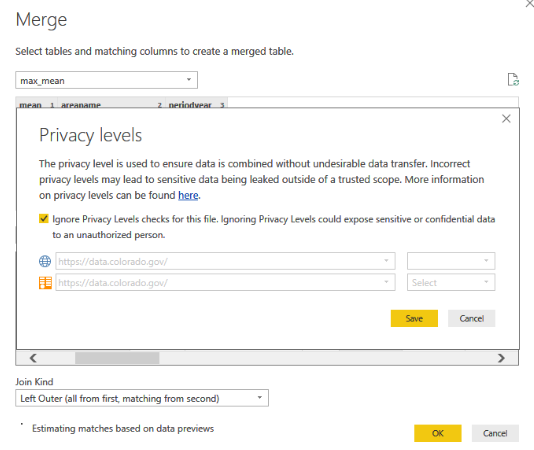 Merge
Select tables and matching columns to create a merged table.
max_mean
mean 1 areaname 2 periodyear 3
Privacy levels
The privacy level is used to ensure data is combined without undesirable data transfer. Incorrect
privacy levels may lead to sensitive data being leaked outside of a trusted scope. More information
on privacy levels can be found here.
Ignore Privacy Levels checks for this file. Ignoring Privacy Levels could expose sensitive or confidential data
to an unauthorized person.
https://data.colorado.gov/
https://data.colorado.gov/ Select
Save Cancel
Join Kind
Left Outer (all from first, matching from second)
Estimating matches based on data previews
OK Cancel